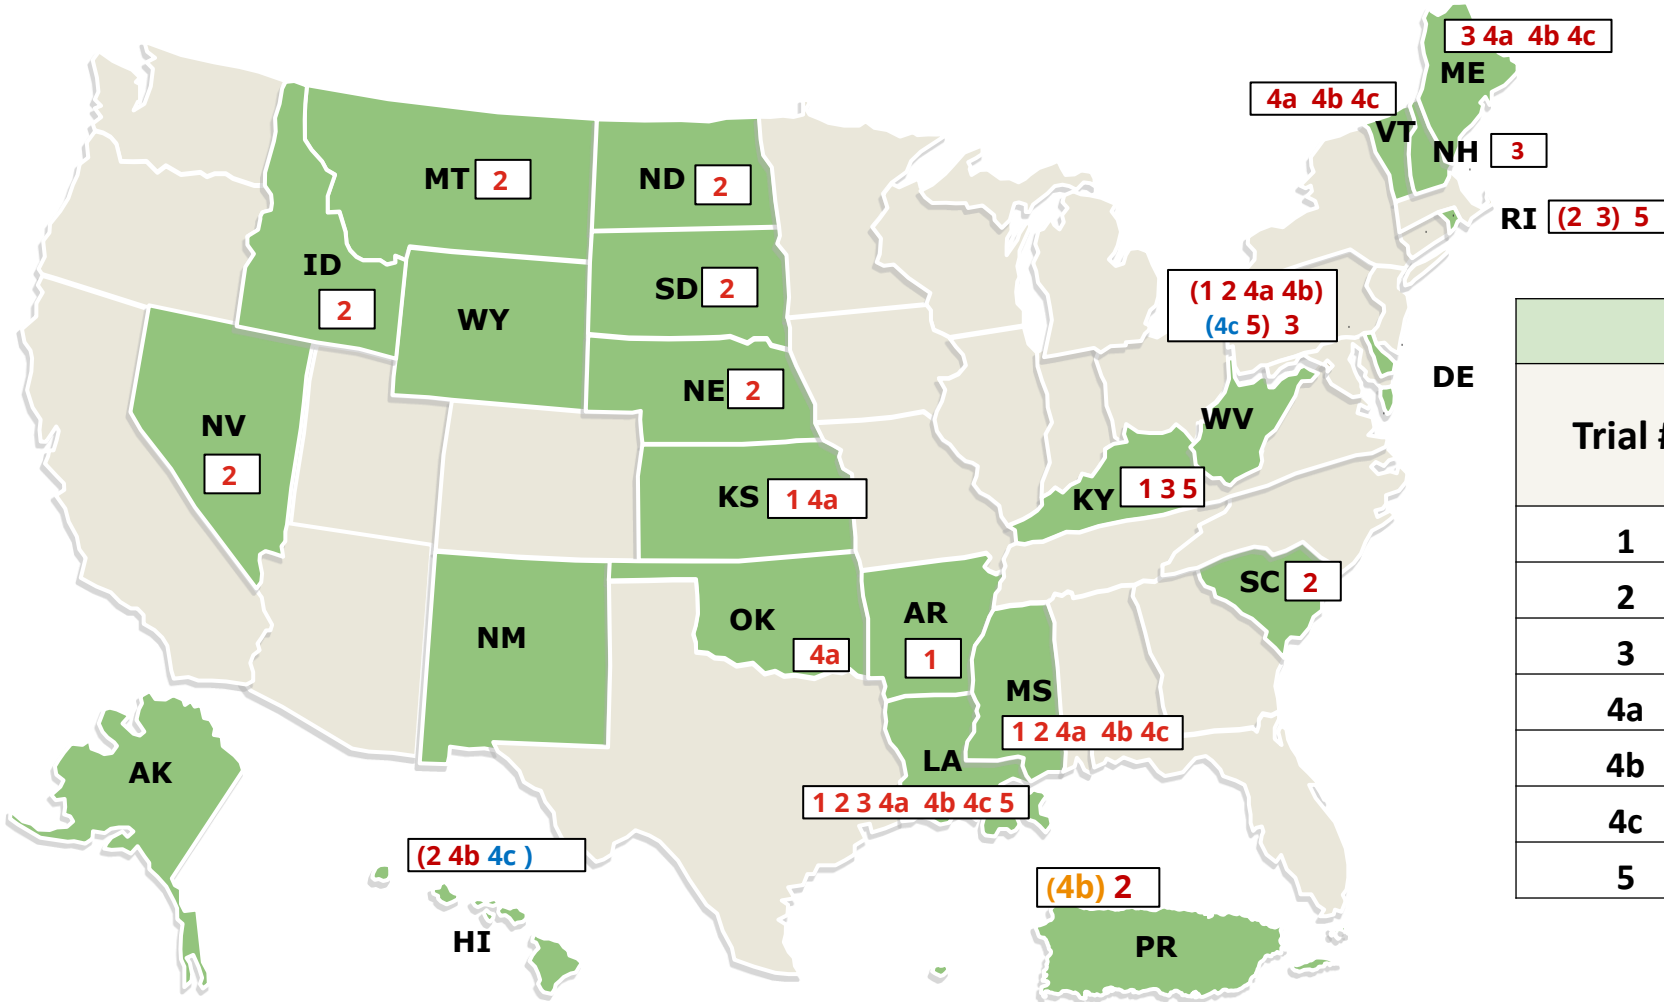 3 4a 4b 4c
ME
4a 4b 4c
VT
NH 3
MT 2
ND 2
RI (2 3) 5
ID
2
SD 2
(1 2 4a 4b)
(4c 5) 3
WY
NE 2
DE
NV
2
WV
Trial #
KS 1 4a
KY 1 3 5
1
SC 2
2
OK
4a
AR
1
NM
3
MS
1 2 4a 4b 4c
4a
LA
1 2 3 4a 4b 4c 5
4b
AK
4c
(2 4b 4c )
HI
(4b) 2
5
PR